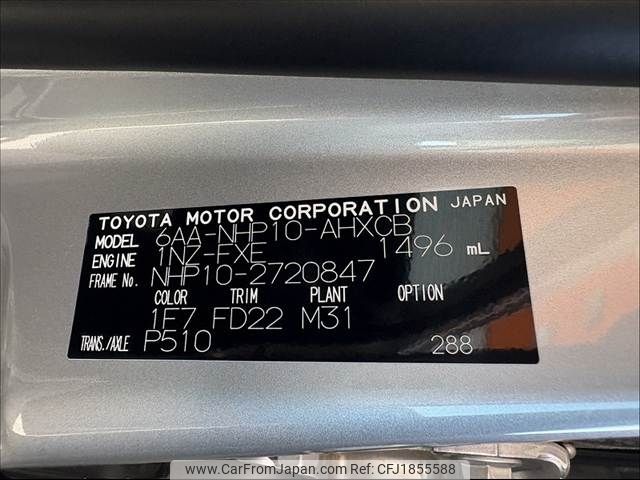 TOYOTA MOTOR CORPORATION JAPAN
MODEL 6AA-NHP10-AHXCB
ENGINE 1NZ-FXE 1496 mL
FRAME No. NHP10-2720847
COLOR TRIM PLANT OPTION
1F7 FD22 M31
TRANS./AXLE P510 288
www.CarFromJapan.com Ref. No: CFJ1855588